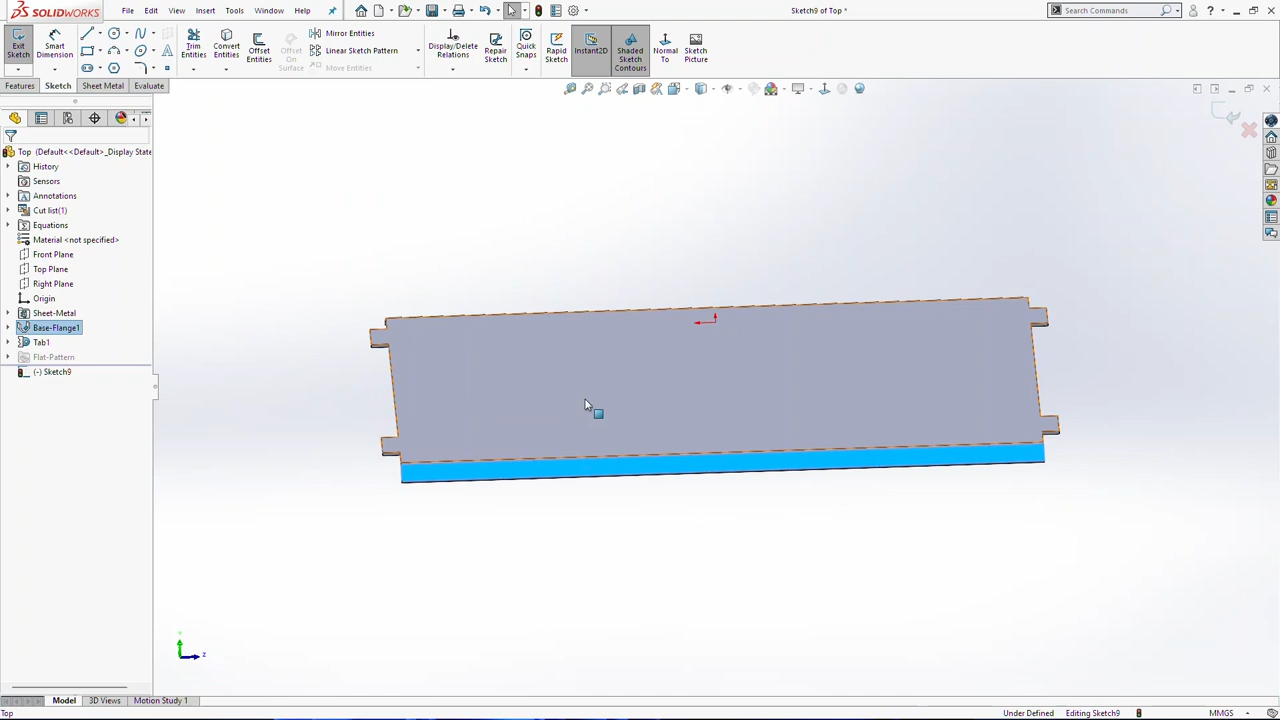 SOLIDWORKS File Edit View Insert Tools Window Help Sketch9 of Top * Search Commands
Exit Sketch Smart Dimension Trim Entities Convert Entities Offset Entities Offset On Surface Mirror Entities Linear Sketch Pattern Move Entities Display/Delete Relations Repair Sketch Quick Snaps Rapid Sketch Instant2D Shaded Sketch Contours Normal To Sketch Picture
Features Sketch Sheet Metal Evaluate
Top (Default<<Default>_Display State
History
Sensors
Annotations
Cut list(1)
Equations
Material <not specified>
Front Plane
Top Plane
Right Plane
Origin
Sheet-Metal
Base-Flange1
Tab1
Flat-Pattern
(-) Sketch9
Y
Z
Model 3D Views Motion Study 1
Top Under Defined Editing Sketch9 MMGS